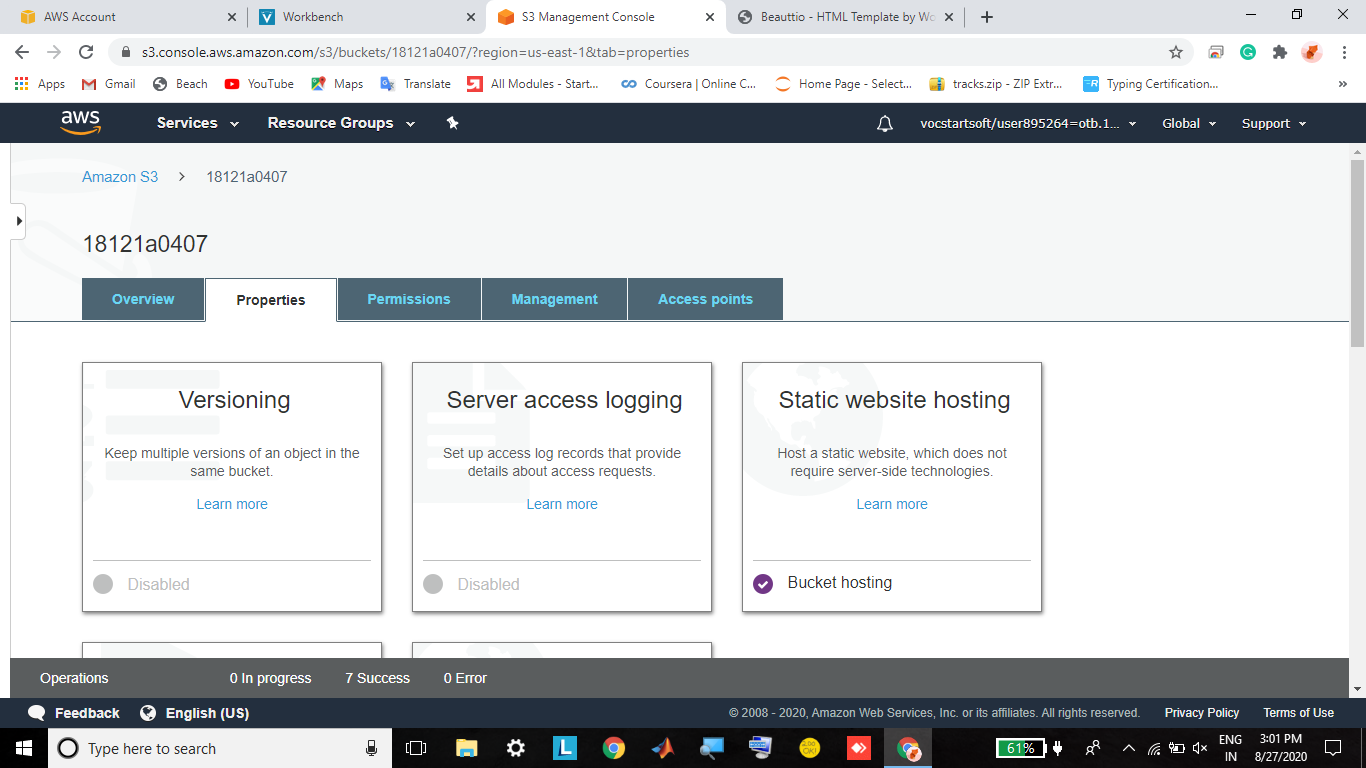 AWS Account
Workbench
S3 Management Console
Beauttio - HTML Template by Wo
s3.console.aws.amazon.com/s3/buckets/18121a0407/?region=us-east-1&tab=properties
Apps Gmail Beach YouTube Maps Translate All Modules - Start... Coursera | Online C... Home Page - Select... tracks.zip - ZIP Extr... Typing Certification... »
aws Services Resource Groups vocstartsoft/user895264=otb.1... Global Support
Amazon S3 > 18121a0407
18121a0407
Overview Properties Permissions Management Access points
Versioning
Keep multiple versions of an object in the
same bucket.
Learn more
Disabled
Server access logging
Set up access log records that provide
details about access requests.
Learn more
Disabled
Static website hosting
Host a static website, which does not
require server-side technologies.
Learn more
Bucket hosting
Operations 0 In progress 7 Success 0 Error
Feedback English (US) © 2008 - 2020, Amazon Web Services, Inc. or its affiliates. All rights reserved. Privacy Policy Terms of Use
Type here to search
61%
ENG
IN
3:01 PM
8/27/2020